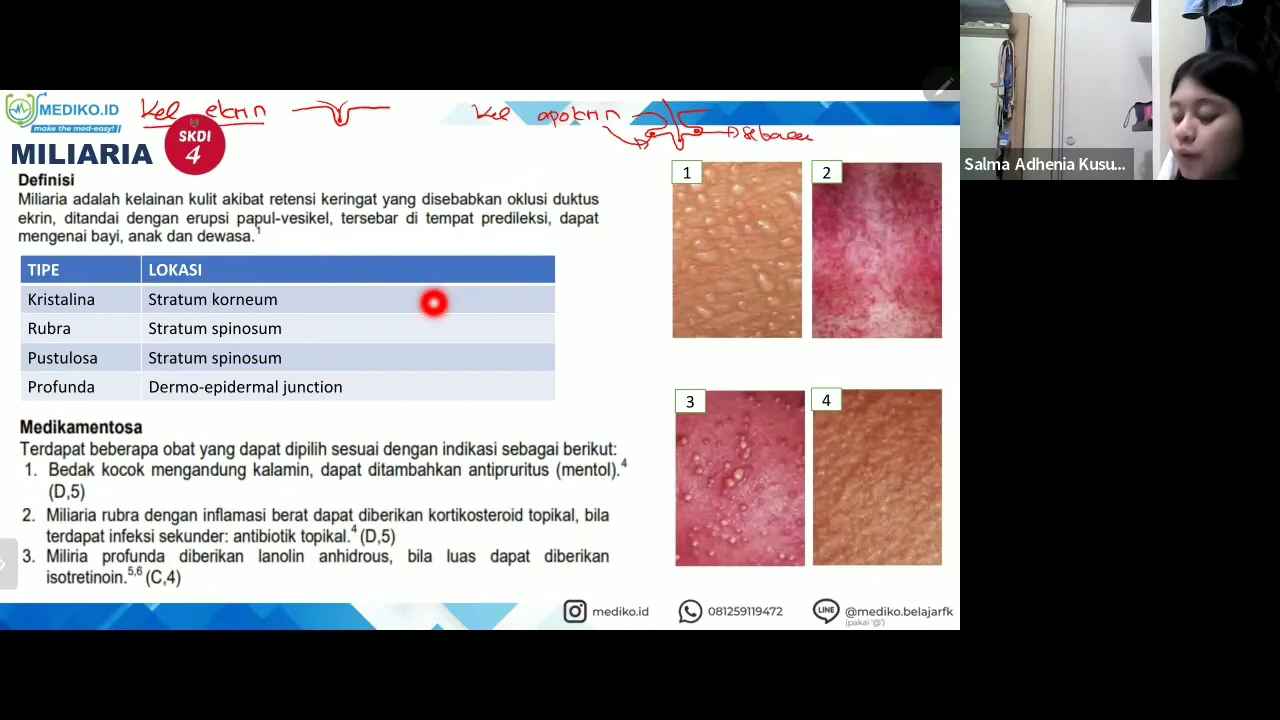 MEDIKO.ID
make the med-easy!
Kel ekrin
Kel apokrin
SKDI
4
MILIARIA
Definisi
Miliaria adalah kelainan kulit akibat retensi keringat yang disebabkan oklusi duktus
ekrin, ditandai dengan erupsi papul-vesikel, tersebar di tempat predileksi, dapat
mengenai bayi, anak dan dewasa.1
TIPE LOKASI
Kristalina Stratum korneum
Rubra Stratum spinosum
Pustulosa Stratum spinosum
Profunda Dermo-epidermal junction
Medikamentosa
Terdapat beberapa obat yang dapat dipilih sesuai dengan indikasi sebagai berikut:
1. Bedak kocok mengandung kalamin, dapat ditambahkan antipruritus (mentol).4
(D,5)
2. Miliaria rubra dengan inflamasi berat dapat diberikan kortikosteroid topikal, bila
terdapat infeksi sekunder: antibiotik topikal.4 (D,5)
3. Miliria profunda diberikan lanolin anhidrous, bila luas dapat diberikan
isotretinoin.5,6 (C,4)
1
2
3
4
mediko.id
081259119472
LINE
@mediko.belajarfk
(pakai '@')
Salma Adhenia Kusu...